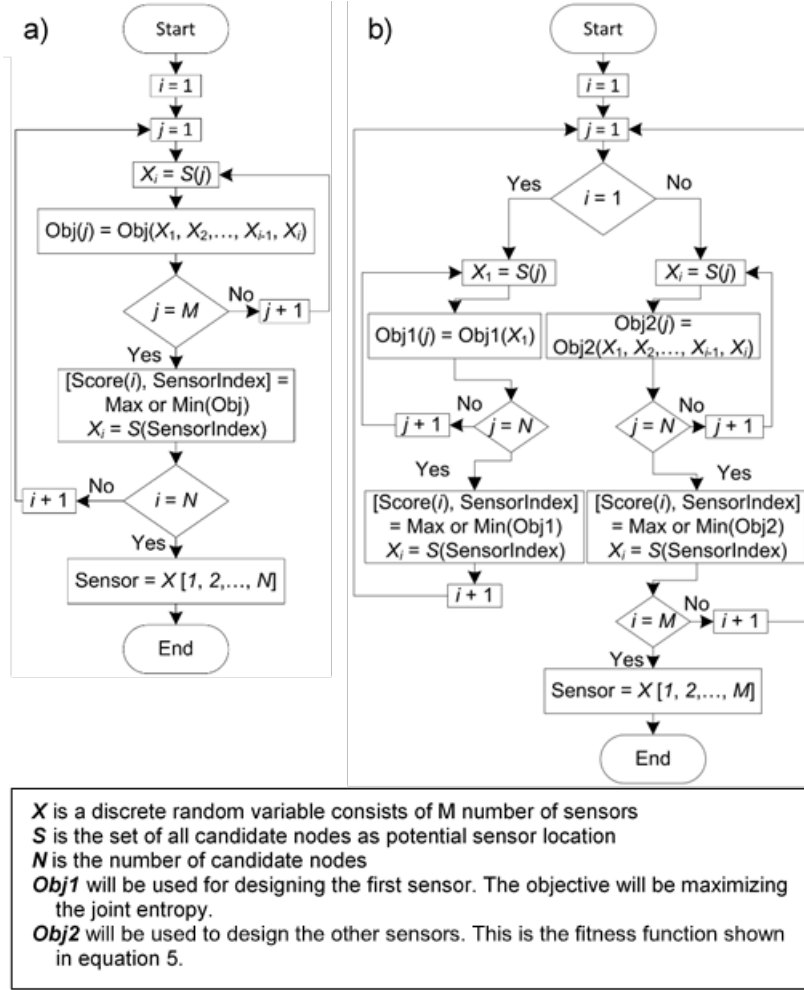 a)
Start
i = 1
j = 1
Xi = S(j)
Obj(j) = Obj(X1, X2,..., Xi-1, Xi)
j = M
No
j + 1
Yes
[Score(i), SensorIndex] =
Max or Min(Obj)
Xi = S(SensorIndex)
i = N
No
i + 1
Yes
Sensor = X [1, 2,..., N]
End
b)
Start
i = 1
j = 1
i = 1
Yes
No
X1 = S(j)
Obj1(j) = Obj1(X1)
j = N
No
j + 1
Yes
[Score(i), SensorIndex]
= Max or Min(Obj1)
Xi = S(SensorIndex)
i + 1
Xi = S(j)
Obj2(j) =
Obj2(X1, X2,..., Xi-1, Xi)
j = N
No
j + 1
Yes
[Score(i), SensorIndex]
= Max or Min(Obj2)
Xi = S(SensorIndex)
i = M
No
i + 1
Yes
Sensor = X [1, 2,..., M]
End
X is a discrete random variable consists of M number of sensors
S is the set of all candidate nodes as potential sensor location
N is the number of candidate nodes
Obj1 will be used for designing the first sensor. The objective will be maximizing
the joint entropy.
Obj2 will be used to design the other sensors. This is the fitness function shown
in equation 5.